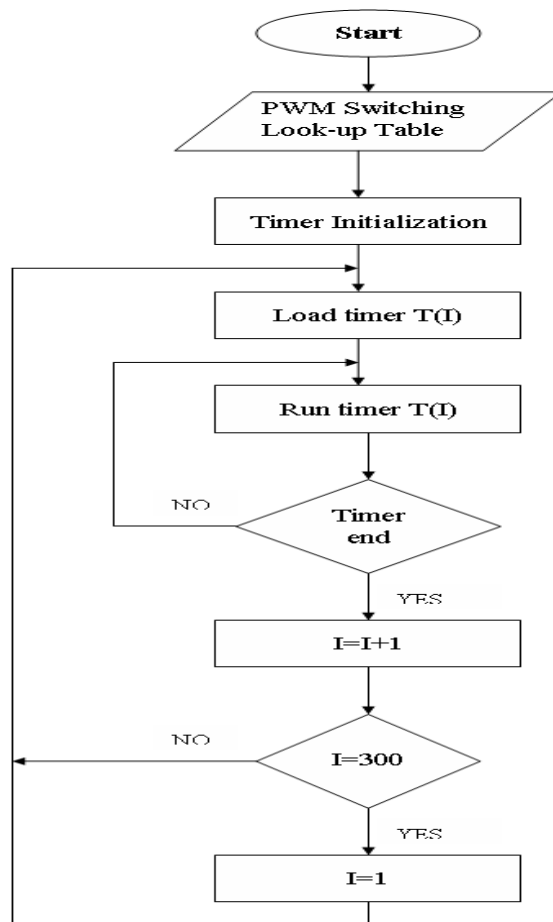 Start
PWM Switching
Look-up Table
Timer Initialization
Load timer T(I)
Run timer T(I)
NO
Timer
end
YES
I=I+1
NO
I=300
YES
I=1